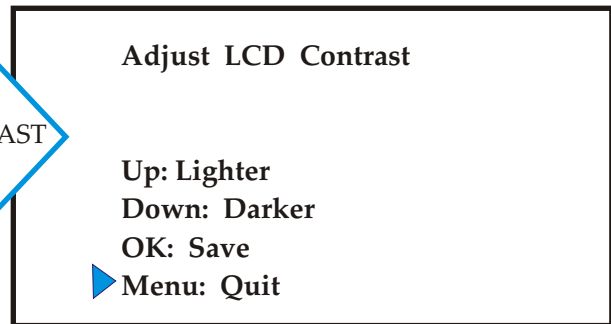 Adjust LCD Contrast
AST
Up: Lighter
Down: Darker
OK: Save
Menu: Quit